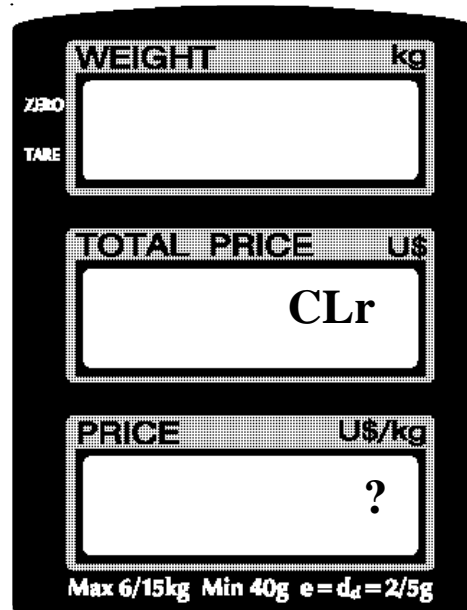 WEIGHT kg
ZERO
TARE
TOTAL PRICE U$
CLr
PRICE U$/kg
?
Max 6/15kg Min 40g e=dd=2/5g